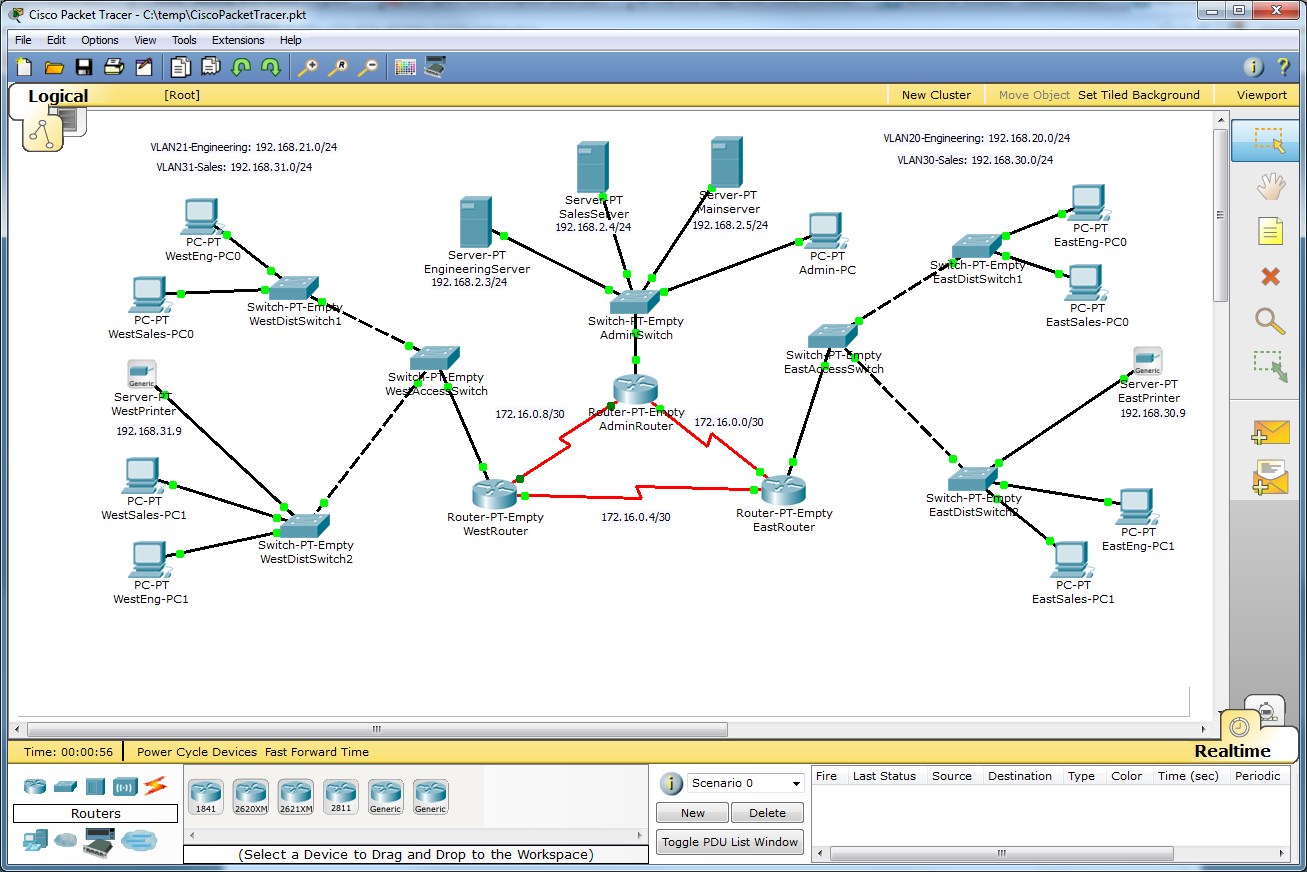 Cisco Packet Tracer - C:\temp\CiscoPacketTracer.pkt
File Edit Options View Tools Extensions Help
Logical [Root] New Cluster Move Object Set Tiled Background Viewport
VLAN21-Engineering: 192.168.21.0/24
VLAN31-Sales: 192.168.31.0/24
VLAN20-Engineering: 192.168.20.0/24
VLAN30-Sales: 192.168.30.0/24
Server-PT
SalesServer
192.168.2.4/24
Server-PT
Mainserver
192.168.2.5/24
PC-PT
WestEng-PC0
Server-PT
EngineeringServer
192.168.2.3/24
PC-PT
Admin-PC
PC-PT
EastEng-PC0
Switch-PT-Empty
EastDistSwitch1
PC-PT
WestSales-PC0
Switch-PT-Empty
WestDistSwitch1
Switch-PT-Empty
AdminSwitch
PC-PT
EastSales-PC0
Switch-PT-Empty
WestAccessSwitch
Switch-PT-Empty
EastAccessSwitch
Generic
Server-PT
WestPrinter
192.168.31.9
Generic
Server-PT
EastPrinter
192.168.30.9
172.16.0.8/30
Router-PT-Empty
AdminRouter
172.16.0.0/30
PC-PT
WestSales-PC1
Switch-PT-Empty
WestDistSwitch2
Router-PT-Empty
WestRouter
172.16.0.4/30
Router-PT-Empty
EastRouter
Switch-PT-Empty
EastDistSwitch2
PC-PT
EastEng-PC1
PC-PT
WestEng-PC1
PC-PT
EastSales-PC1
Time: 00:00:56 Power Cycle Devices Fast Forward Time Realtime
Routers
1841 2620XM 2621XM 2811 Generic Generic
(Select a Device to Drag and Drop to the Workspace)
Scenario 0
New Delete
Toggle PDU List Window
Fire Last Status Source Destination Type Color Time (sec) Periodic